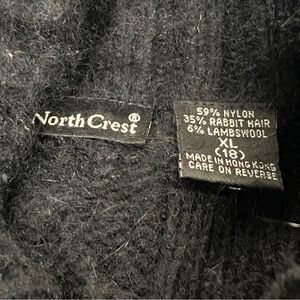 NorthCrest®
59% NYLON
35% RABBIT HAIR
6% LAMBSWOOL
XL
(18)
MADE IN HONG KONG
CARE ON REVERSE